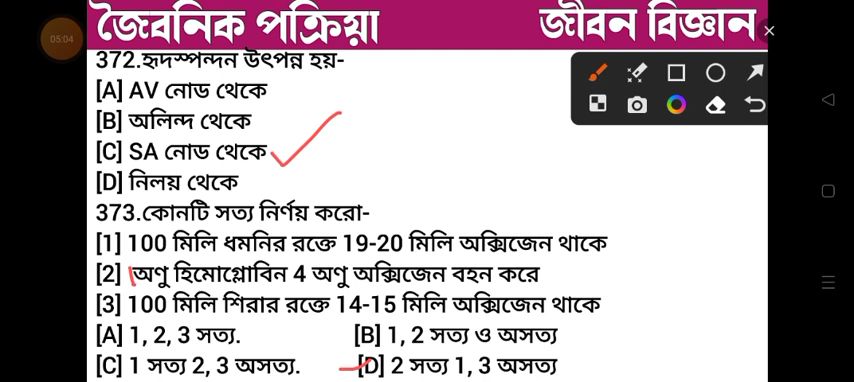 জৈবনিক পক্রিয়া জীবন বিজ্ঞান
05:04
372.হৃদস্পন্দন উৎপন্ন হয়-
[A] AV নোড থেকে
[B] অলিন্দ থেকে
[C] SA নোড থেকে
[D] নিলয় থেকে
373.কোনটি সত্য নির্ণয় করো-
[1] 100 মিলি ধমনির রক্তে 19-20 মিলি অক্সিজেন থাকে
[2] অণু হিমোগ্লোবিন 4 অণু অক্সিজেন বহন করে
[3] 100 মিলি শিরার রক্তে 14-15 মিলি অক্সিজেন থাকে
[A] 1, 2, 3 সত্য. [B] 1, 2 সত্য ও অসত্য
[C] 1 সত্য 2, 3 অসত্য. [D] 2 সত্য 1, 3 অসত্য